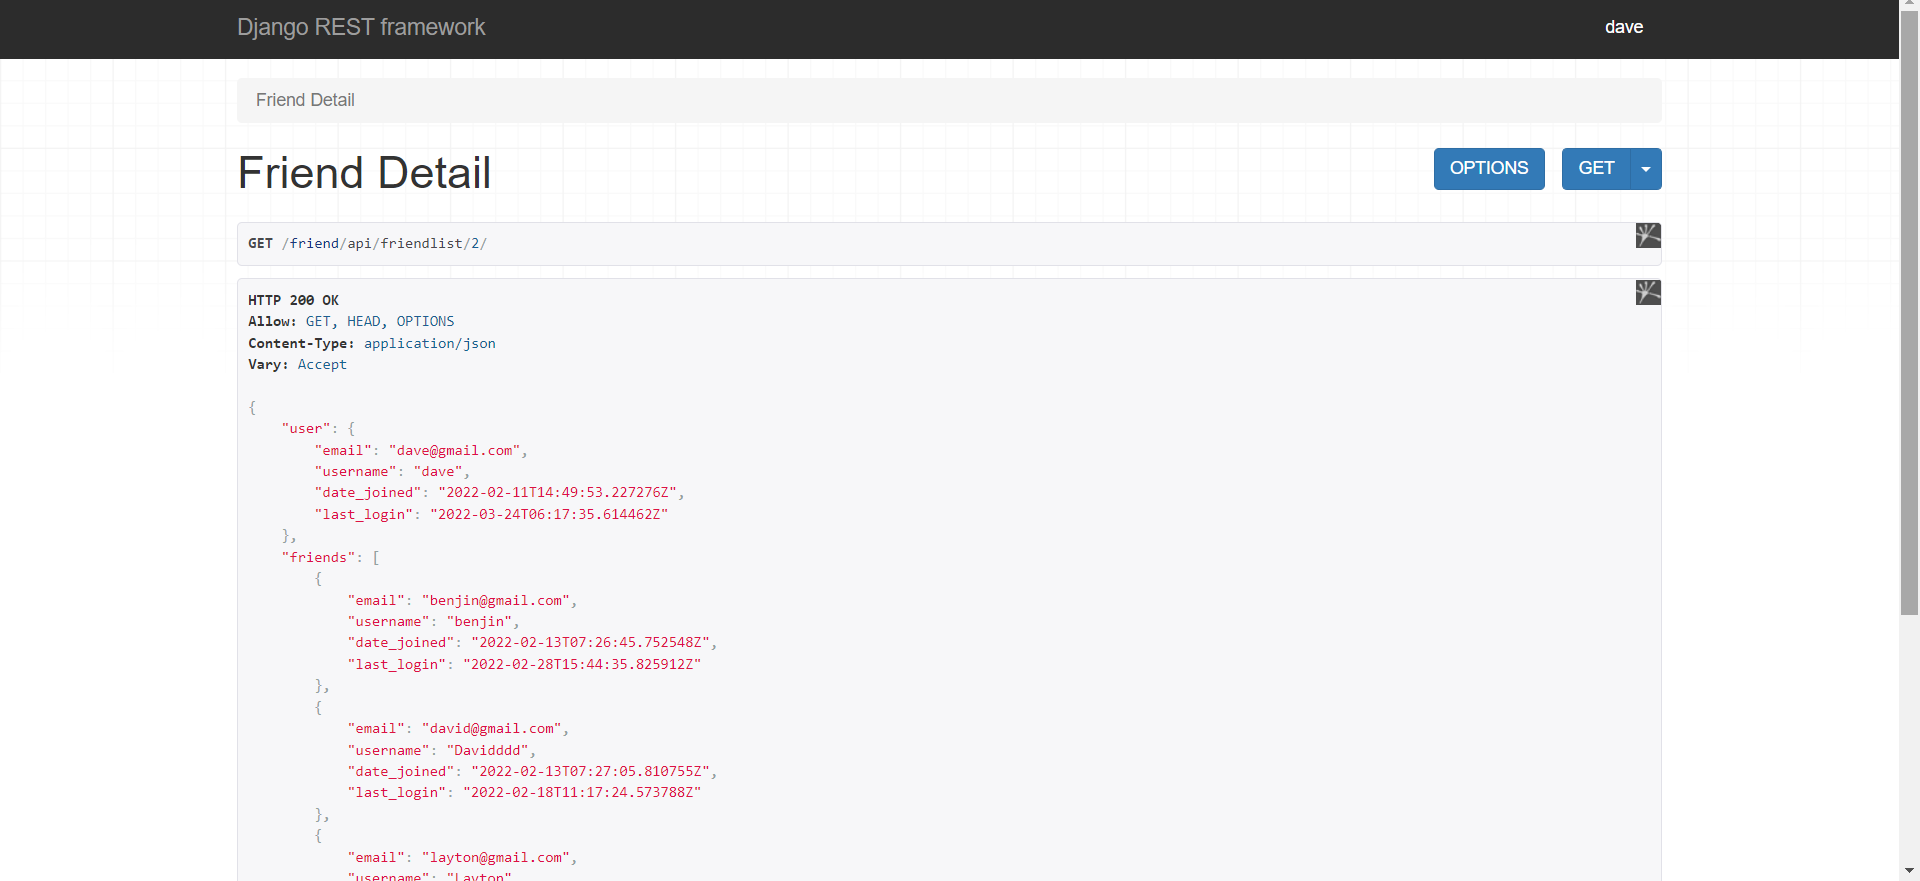 Django REST framework
dave
Friend Detail
Friend Detail
OPTIONS
GET
GET /friend/api/friendlist/2/
HTTP 200 OK
Allow: GET, HEAD, OPTIONS
Content-Type: application/json
Vary: Accept
{
"user": {
"email": "dave@gmail.com",
"username": "dave",
"date_joined": "2022-02-11T14:49:53.227276Z",
"last_login": "2022-03-24T06:17:35.614462Z"
},
"friends": [
{
"email": "benjin@gmail.com",
"username": "benjin",
"date_joined": "2022-02-13T07:26:45.752548Z",
"last_login": "2022-02-28T15:44:35.825912Z"
},
{
"email": "david@gmail.com",
"username": "Davidddd",
"date_joined": "2022-02-13T07:27:05.810755Z",
"last_login": "2022-02-18T11:17:24.573788Z"
},
{
"email": "layton@gmail.com",
"username": "Layton"